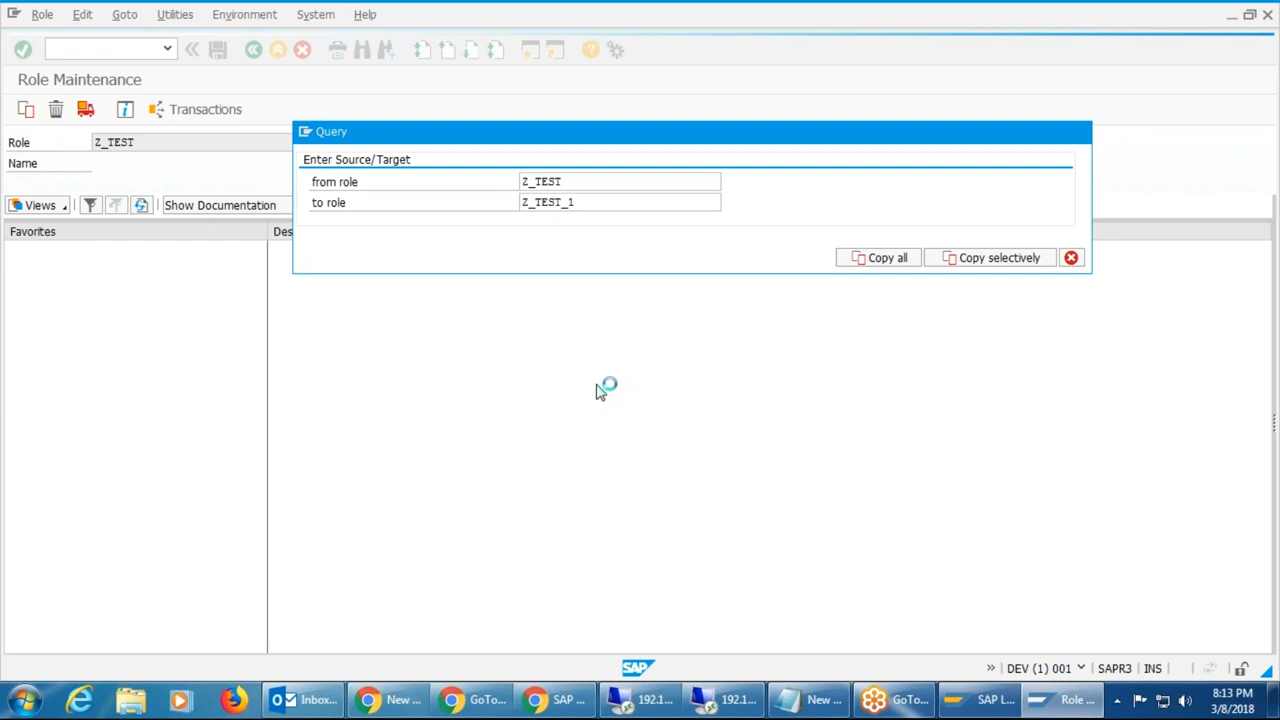 Role Edit Goto Utilities Environment System Help
Role Maintenance
Transactions
Role Z_TEST
Name
Query
Enter Source/Target
from role Z_TEST
to role Z_TEST_1
Copy all Copy selectively
Views Show Documentation
Favorites Des
SAP
» DEV (1) 001 SAPR3 INS
Inbox... New ... GoTo... SAP ... 192.1... 192.1... New ... GoTo... SAP L... Role ...
8:13 PM
3/8/2018